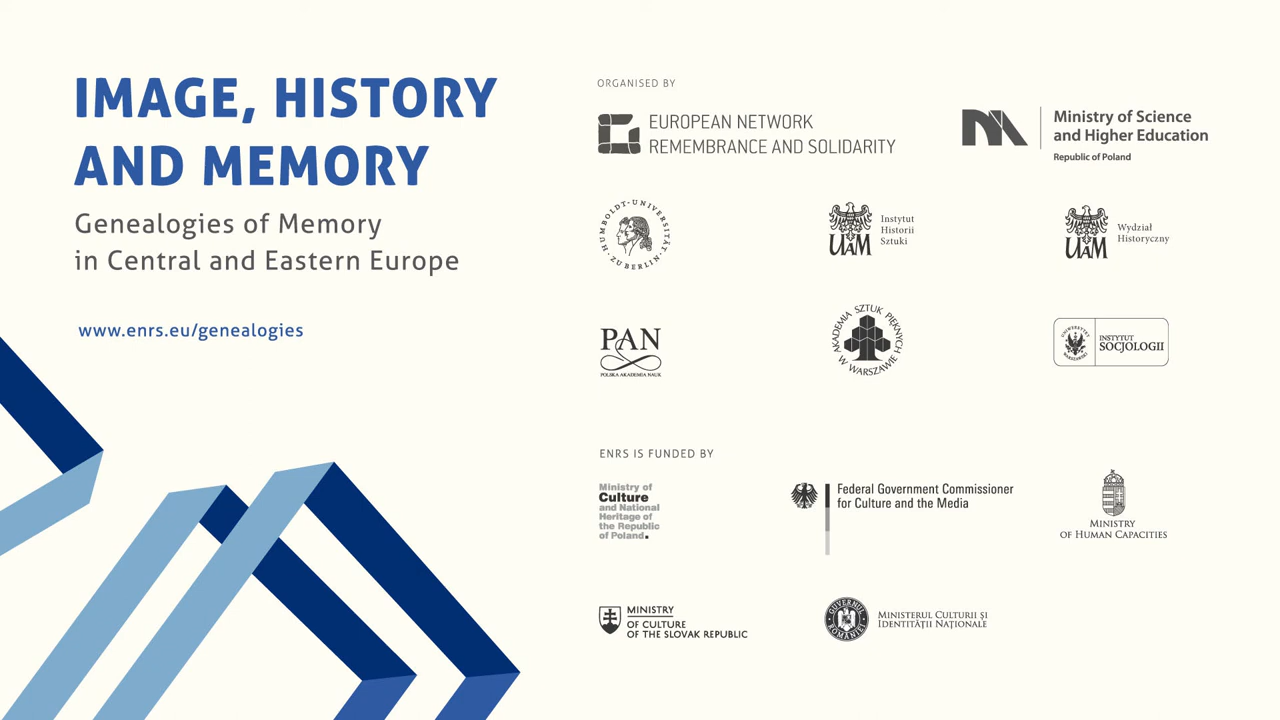 IMAGE, HISTORY
AND MEMORY
Genealogies of Memory
in Central and Eastern Europe
www.enrs.eu/genealogies
ORGANISED BY
EUROPEAN NETWORK
REMEMBRANCE AND SOLIDARITY
Ministry of Science
and Higher Education
Republic of Poland
HUMBOLDT-UNIVERSITÄT
·ZU BERLIN·
UAM
Instytut
Historii
Sztuki
UAM
Wydział
Historyczny
PAN
POLSKA AKADEMIA NAUK
AKADEMIA SZTUK PIĘKNYCH
W WARSZAWIE
UNIWERSYTET
WARSZAWSKI
INSTYTUT
SOCJOLOGII
ENRS IS FUNDED BY
Ministry of
Culture
and National
Heritage of
the Republic
of Poland.
Federal Government Commissioner
for Culture and the Media
MINISTRY
OF HUMAN CAPACITIES
MINISTRY
OF CULTURE
OF THE SLOVAK REPUBLIC
GUVERNUL
ROMÂNIEI
MINISTERUL CULTURII ȘI
IDENTITĂȚII NAȚIONALE